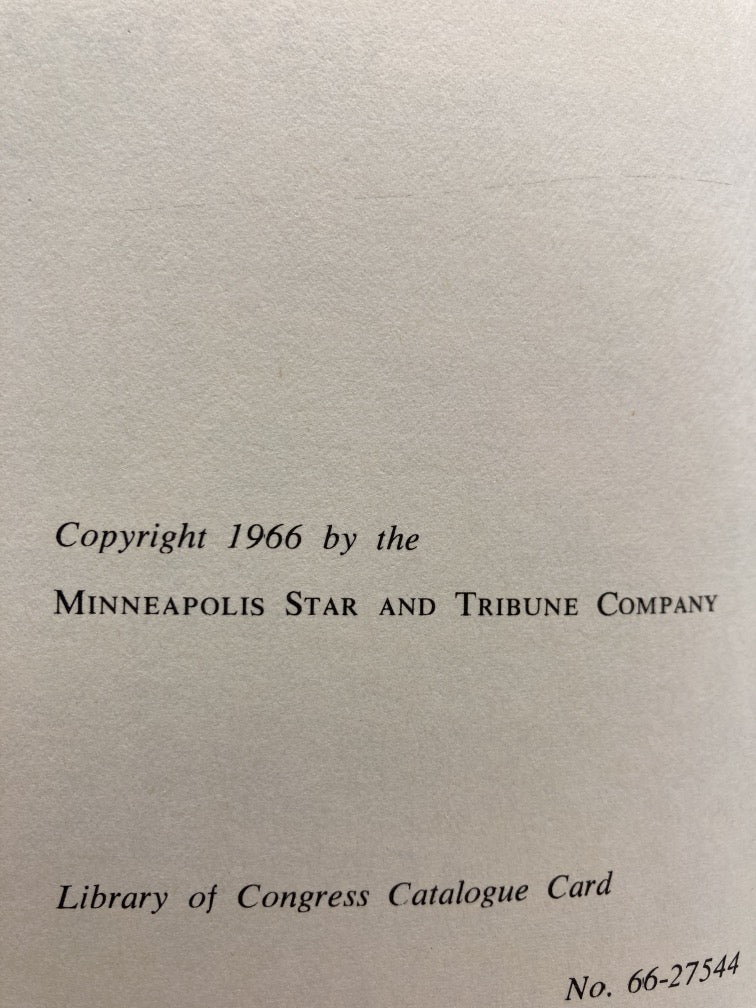 Copyright 1966 by the
MINNEAPOLIS STAR AND TRIBUNE COMPANY
Library of Congress Catalogue Card
No. 66-27544